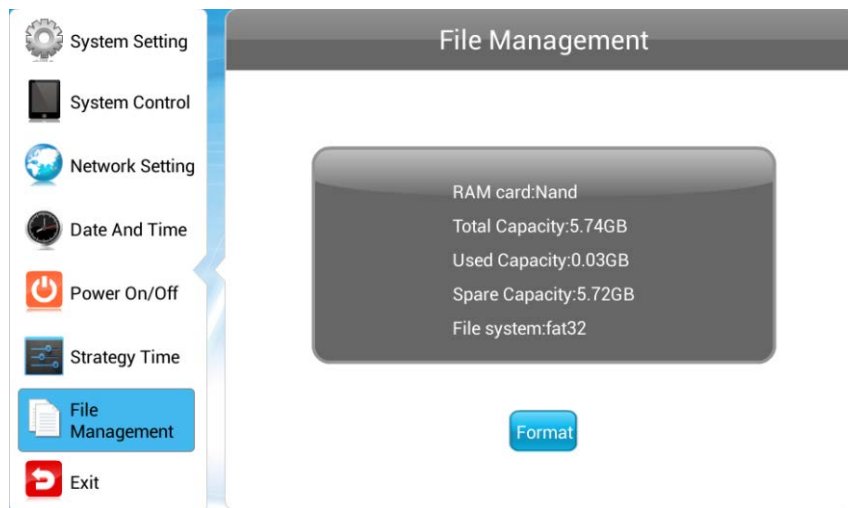 System Setting
System Control
Network Setting
Date And Time
Power On/Off
Strategy Time
File
Management
Exit
File Management
RAM card:Nand
Total Capacity:5.74GB
Used Capacity:0.03GB
Spare Capacity:5.72GB
File system:fat32
Format